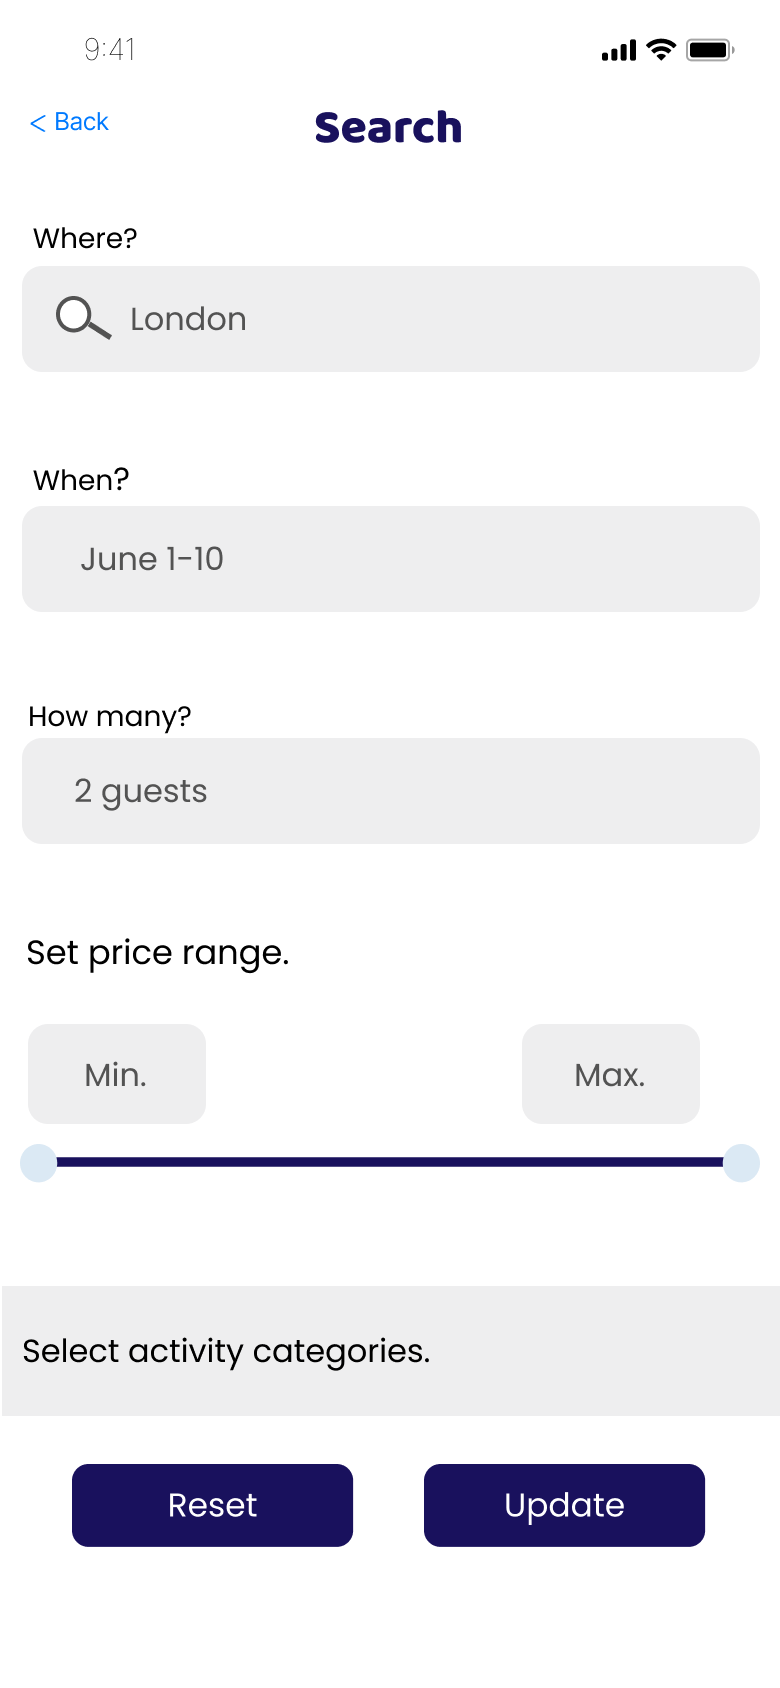 9:41
< Back
Search
Where?
London
When?
June 1-10
How many?
2 guests
Set price range.
Min.
Max.
Select activity categories.
Reset
Update